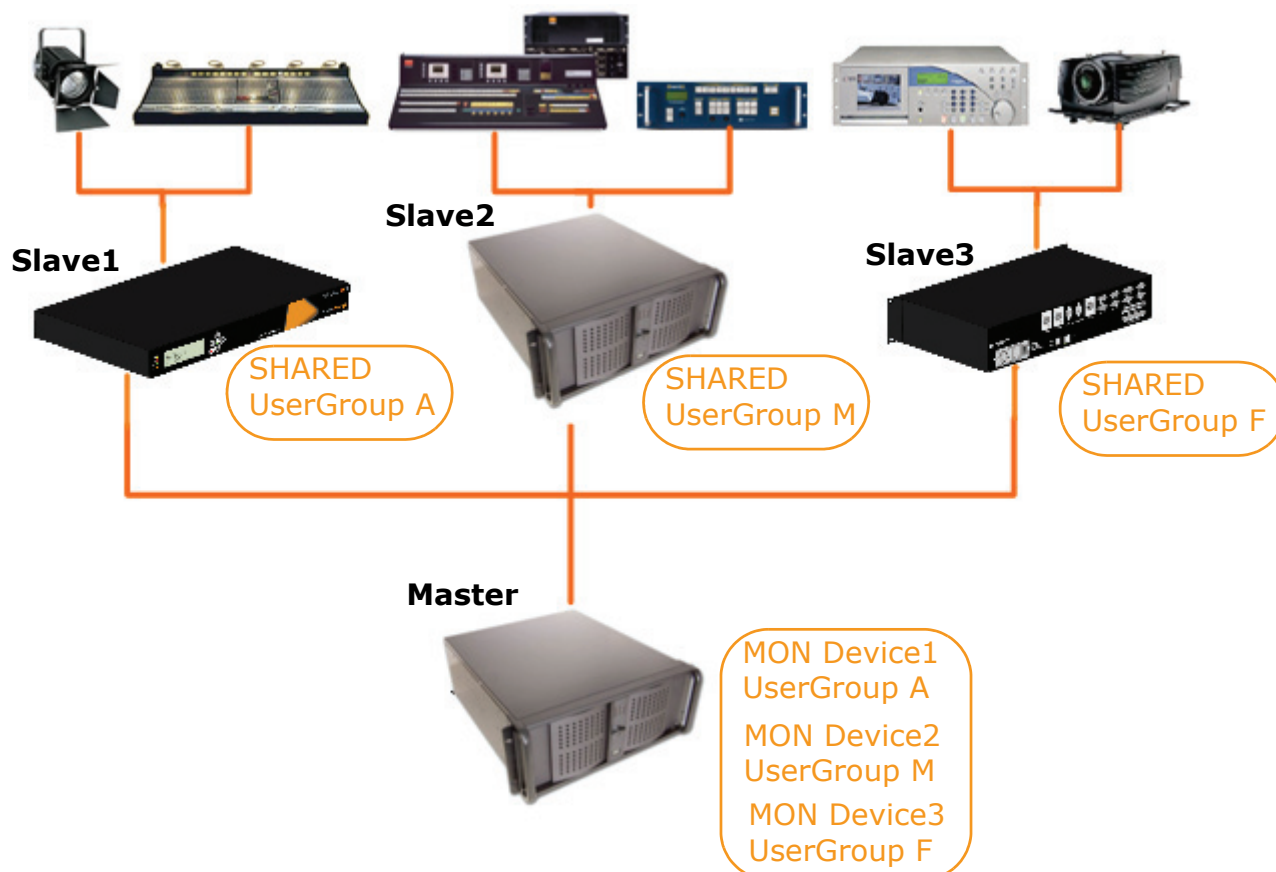 Slave2
Slave1
Slave3
SHARED
UserGroup A
SHARED
UserGroup M
SHARED
UserGroup F
Master
MON Device1
UserGroup A
MON Device2
UserGroup M
MON Device3
UserGroup F